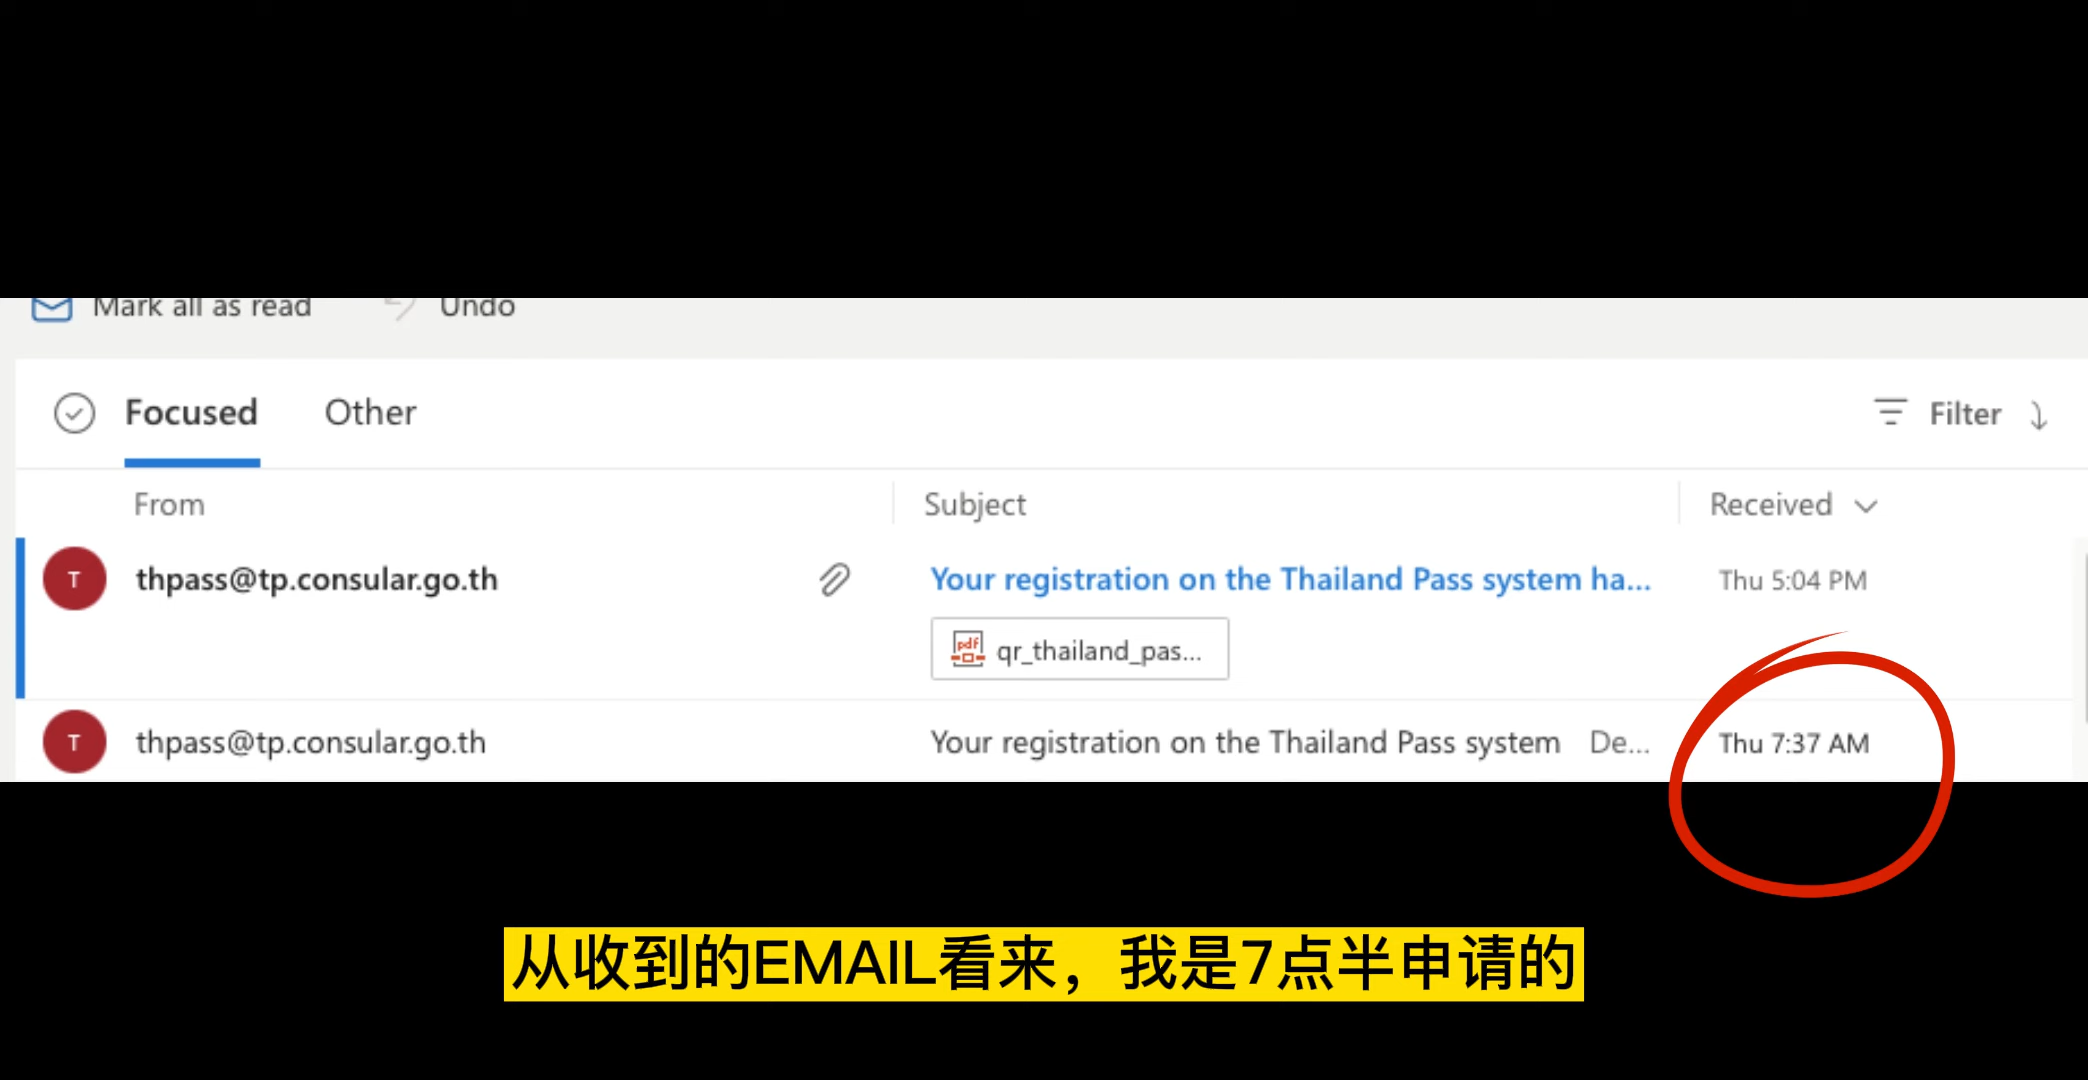 Mark all as read Undo
Focused Other Filter
From Subject Received
T thpass@tp.consular.go.th Your registration on the Thailand Pass system ha... Thu 5:04 PM
pdf qr_thailand_pas...
T thpass@tp.consular.go.th Your registration on the Thailand Pass system De... Thu 7:37 AM
从收到的EMAIL看来，我是7点半申请的